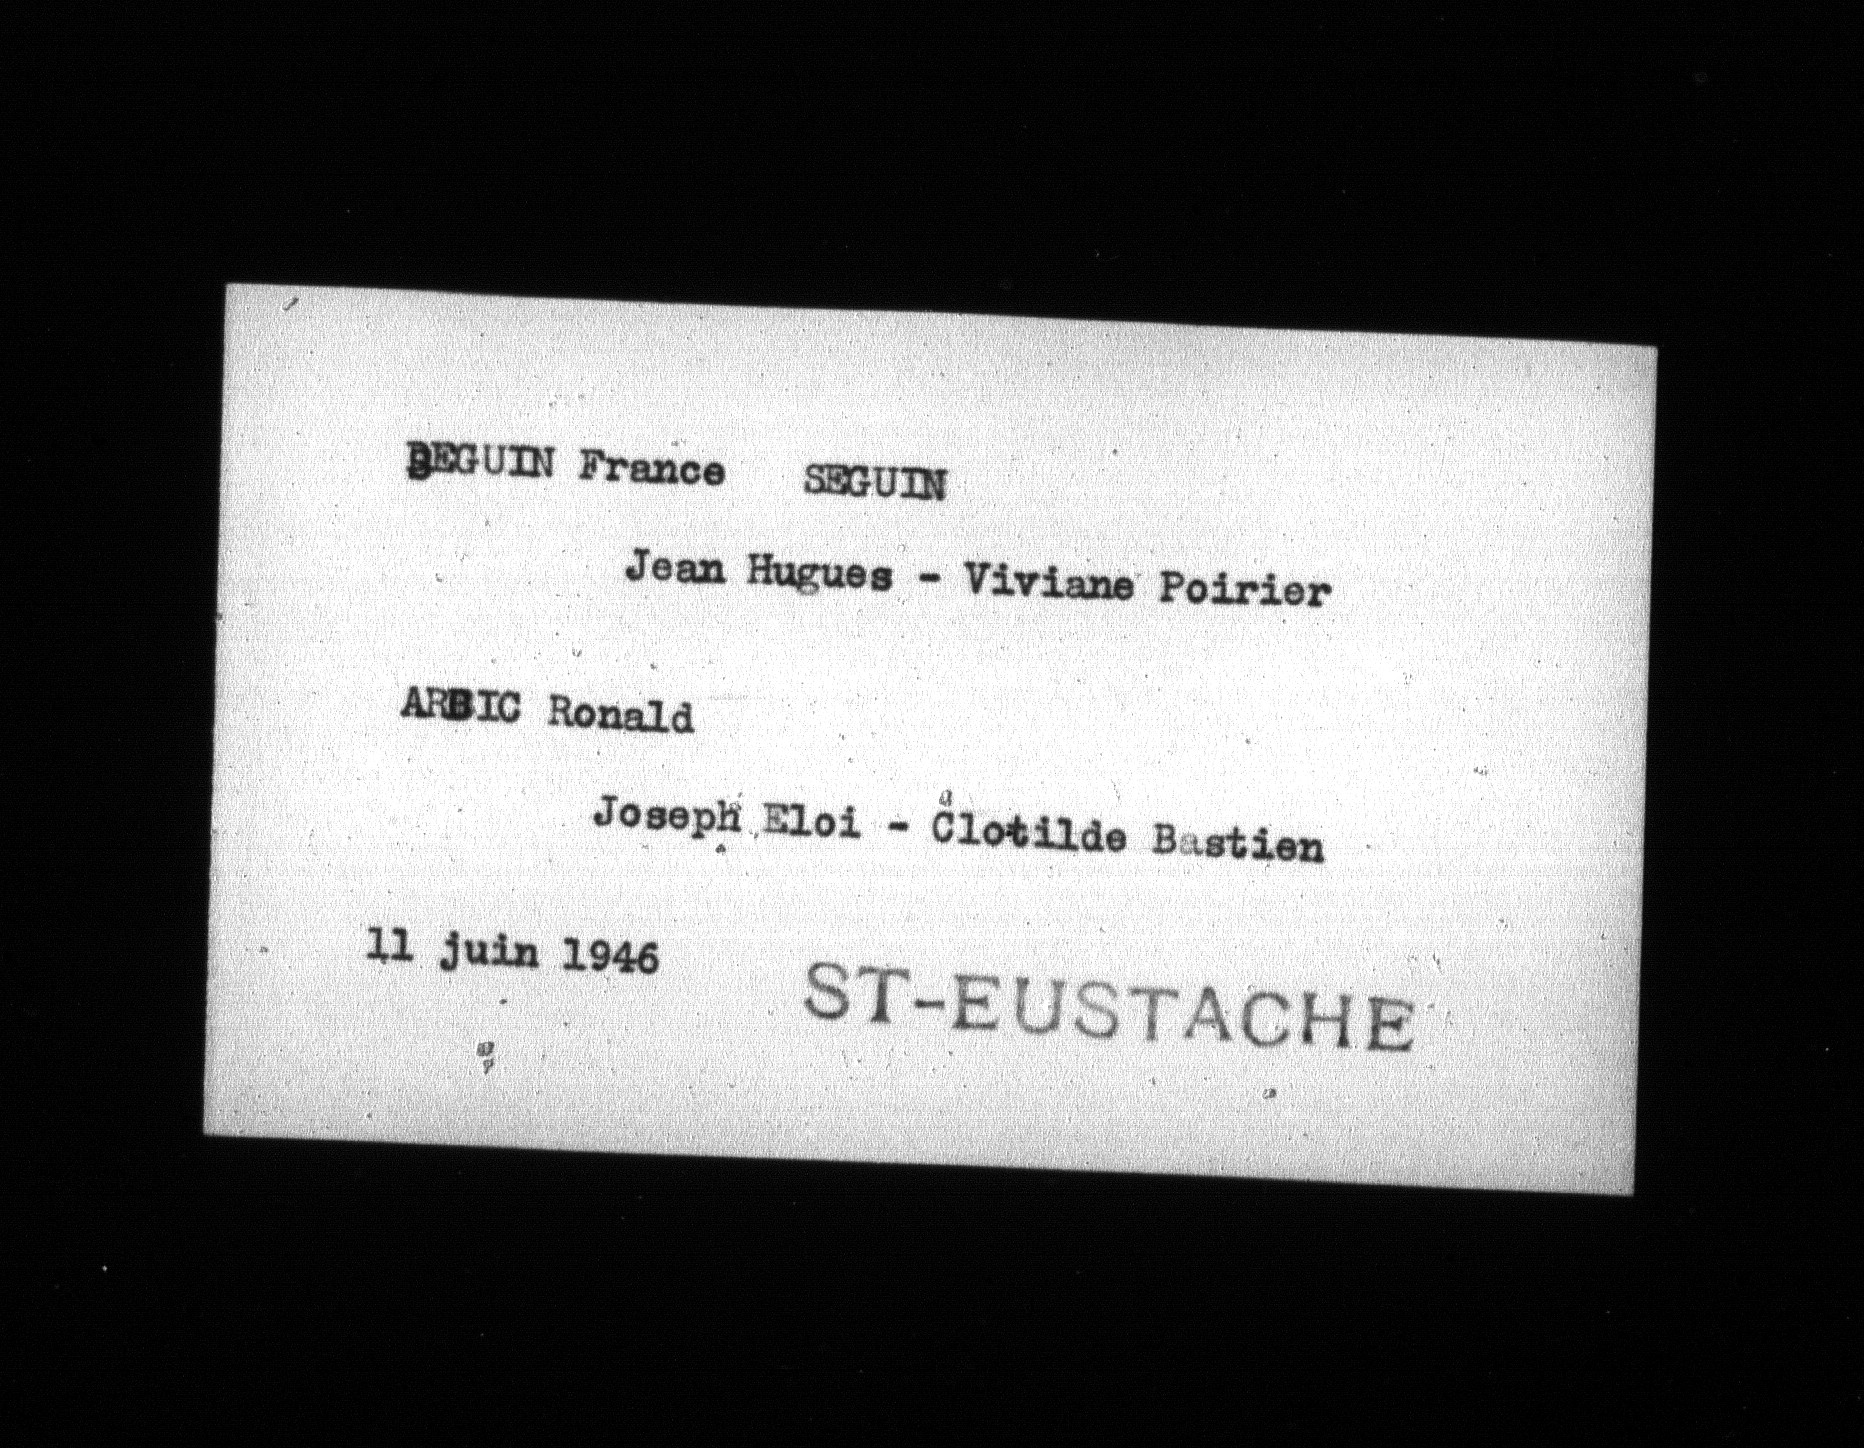 SEGUIN France SEGUIN
Jean Hugues - Viviane Poirier
ARBIC Ronald
Joseph Eloi - Clotilde Bastien
11 juin 1946
ST-EUSTACHE